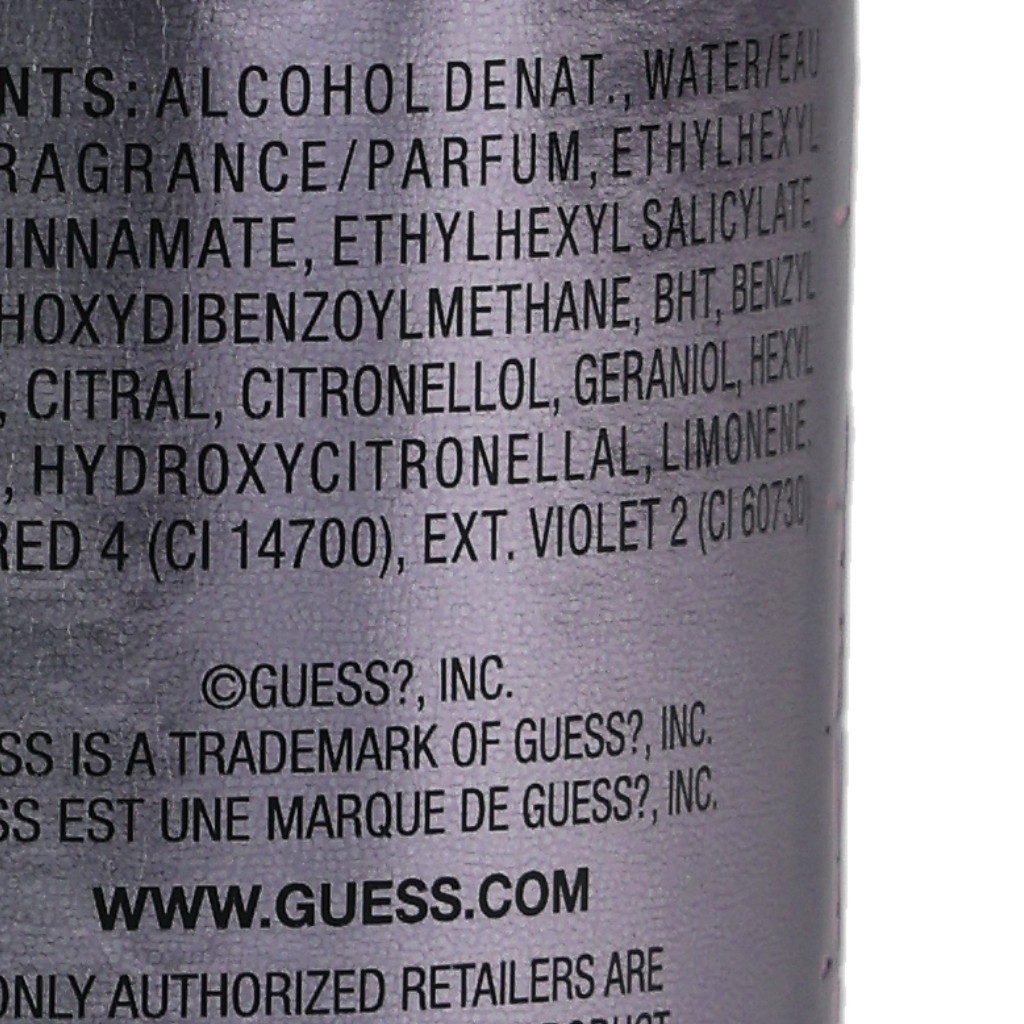 NTS: ALCOHOL DENAT., WATER/EAU
RAGRANCE/PARFUM, ETHYLHEXYL
INNAMATE, ETHYLHEXYL SALICYLATE,
HOXYDIBENZOYLMETHANE, BHT, BENZYL
, CITRAL, CITRONELLOL, GERANIOL, HEXYL
, HYDROXYCITRONELLAL, LIMONENE,
RED 4 (CI 14700), EXT. VIOLET 2 (CI 60730)
©GUESS?, INC.
SS IS A TRADEMARK OF GUESS?, INC.
SS EST UNE MARQUE DE GUESS?, INC.
WWW.GUESS.COM
ONLY AUTHORIZED RETAILERS ARE
PRODUCT